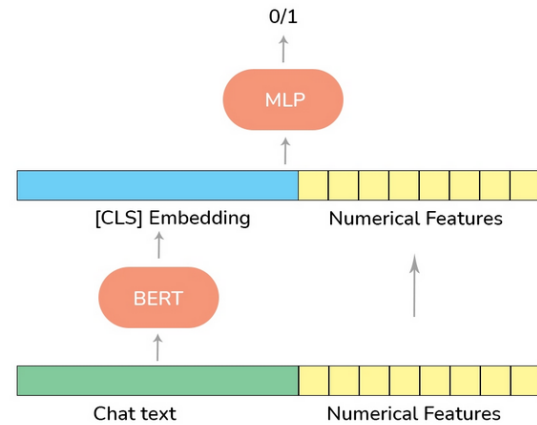 0/1
MLP
[CLS] Embedding Numerical Features
BERT
Chat text Numerical Features